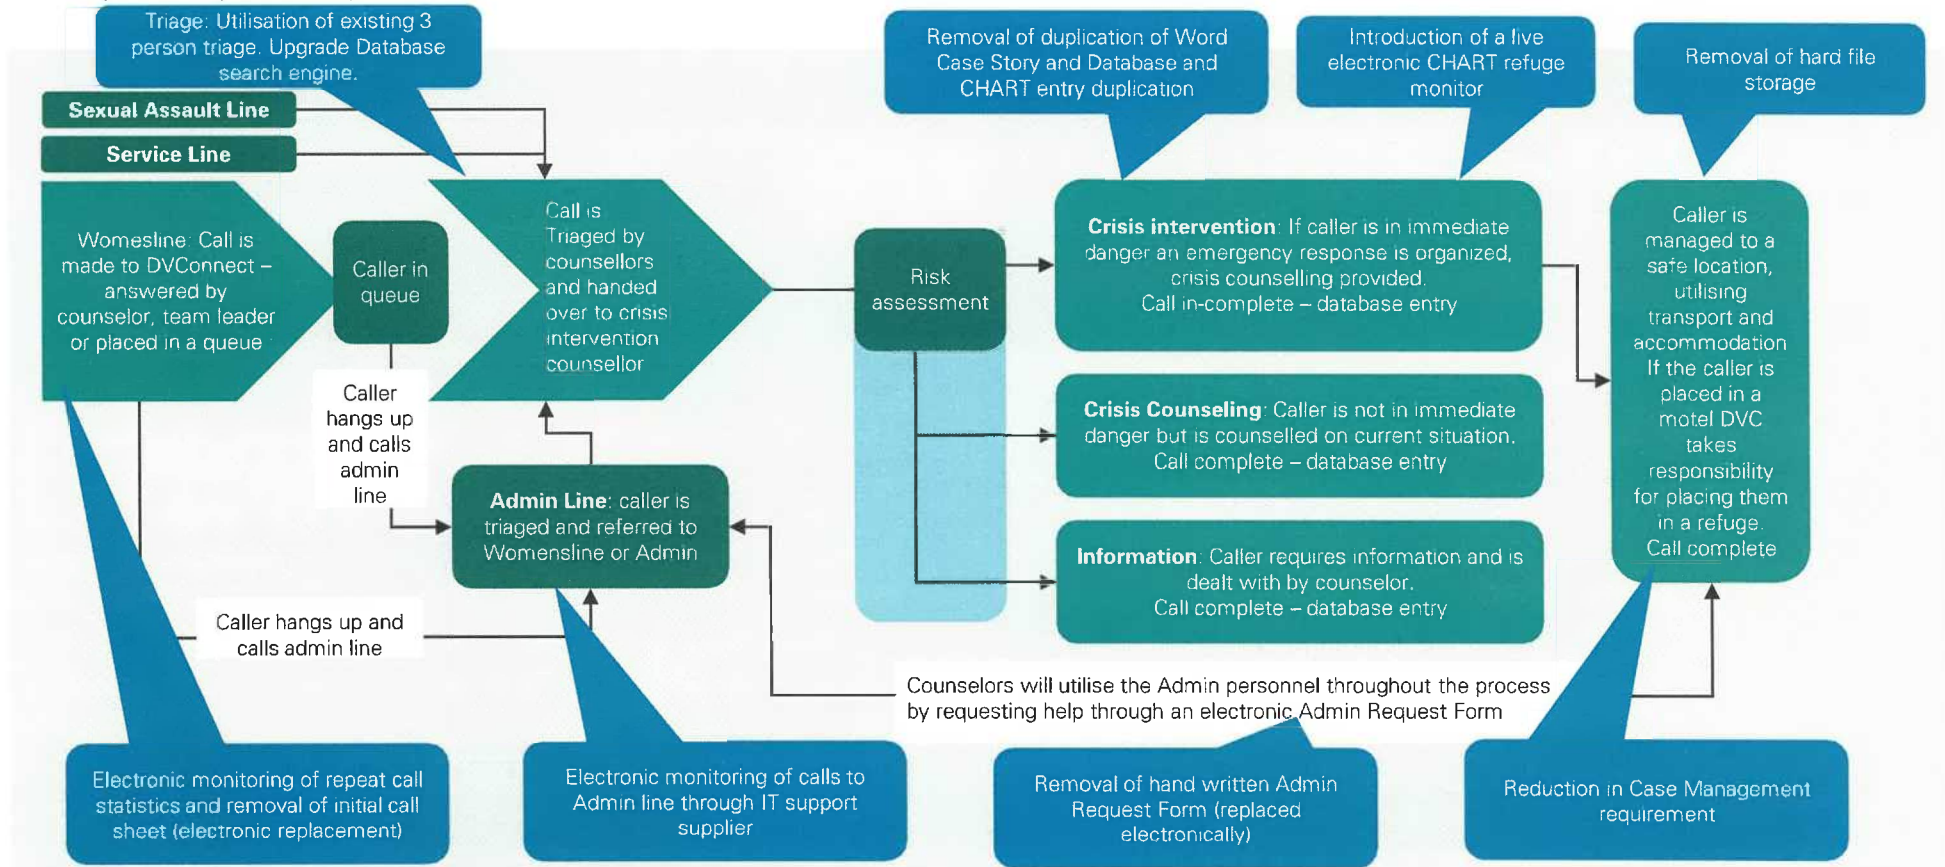 Triage: Utilisation of existing 3
person triage. Upgrade Database
search engine.
Removal of duplication of Word
Case Story and Database and
CHART entry duplication
Introduction of a live
electronic CHART refuge
monitor
Removal of hard file
storage
Sexual Assault Line
Service Line
Womesline: Call is
made to DVConnect –
answered by
counselor, team leader
or placed in a queue
Caller in
queue
Call is
Triaged by
counsellors
and handed
over to crisis
intervention
counsellor
Risk
assessment
Crisis intervention: If caller is in immediate
danger an emergency response is organized,
crisis counselling provided.
Call in-complete – database entry
Caller is
managed to a
safe location,
utilising
transport and
accommodation
If the caller is
placed in a
motel DVC
takes
responsibility
for placing them
in a refuge.
Call complete
Caller
hangs up
and calls
admin
line
Crisis Counseling: Caller is not in immediate
danger but is counselled on current situation.
Call complete – database entry
Admin Line: caller is
triaged and referred to
Womensline or Admin
Information: Caller requires information and is
dealt with by counselor.
Call complete – database entry
Caller hangs up and
calls admin line
Counselors will utilise the Admin personnel throughout the process
by requesting help through an electronic Admin Request Form
Electronic monitoring of repeat call
statistics and removal of initial call
sheet (electronic replacement)
Electronic monitoring of calls to
Admin line through IT support
supplier
Removal of hand written Admin
Request Form (replaced
electronically)
Reduction in Case Management
requirement